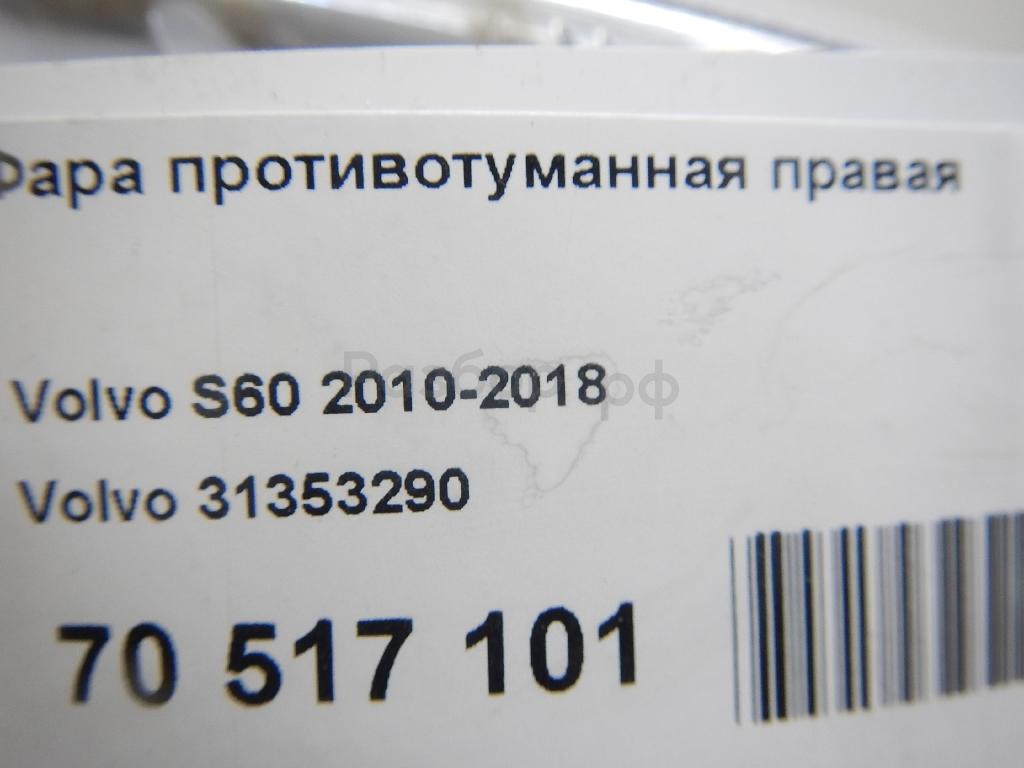 Фара противотуманная правая
Volvo S60 2010-2018
Volvo 31353290
70 517 101